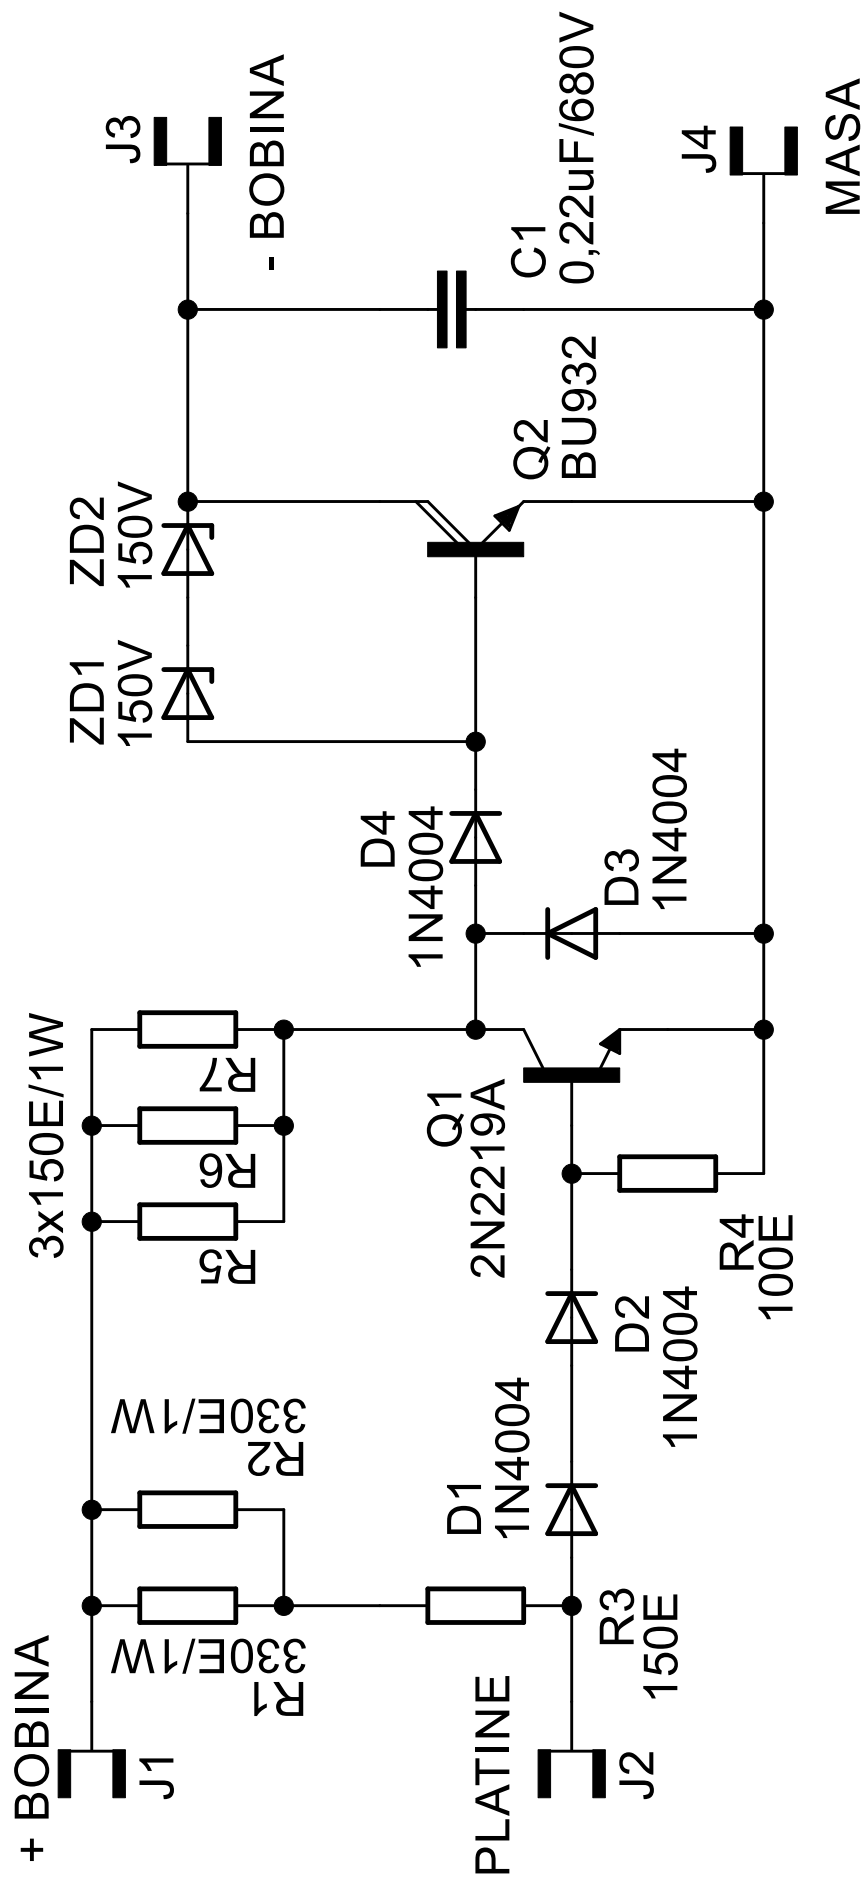 + BOBINA
J1
R1
330E/1W
R2
330E/1W
3x150E/1W
R5
R6
R7
PLATINE
J2
R3
150E
D1
1N4004
D2
1N4004
R4
100E
Q1
2N2219A
D3
1N4004
D4
1N4004
ZD1
150V
ZD2
150V
Q2
BU932
C1
0,22uF/680V
J3
- BOBINA
J4
MASA